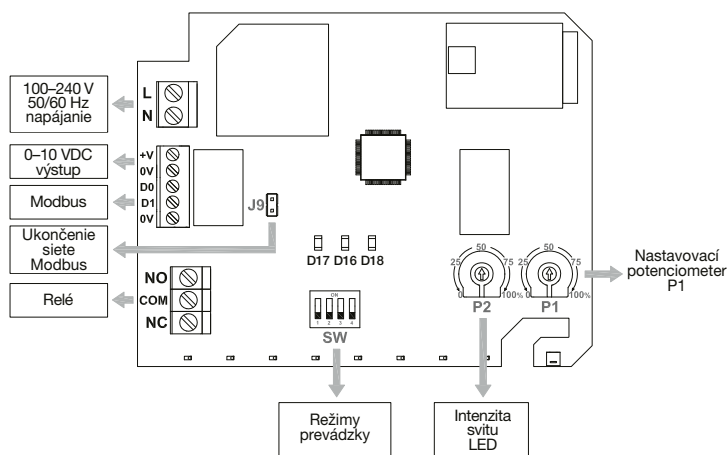 100–240 V
50/60 Hz
napájanie
L
N
0–10 VDC
výstup
+V
0V
D0
D1
0V
Modbus
J9
Ukončenie
siete
Modbus
D17 D16 D18
Relé
NO
COM
NC
ON
1 2 3 4
SW
0 25 50 75 100%
P2
0 25 50 75 100%
P1
Nastavovací
potenciometer
P1
Režimy
prevádzky
Intenzita
svitu
LED